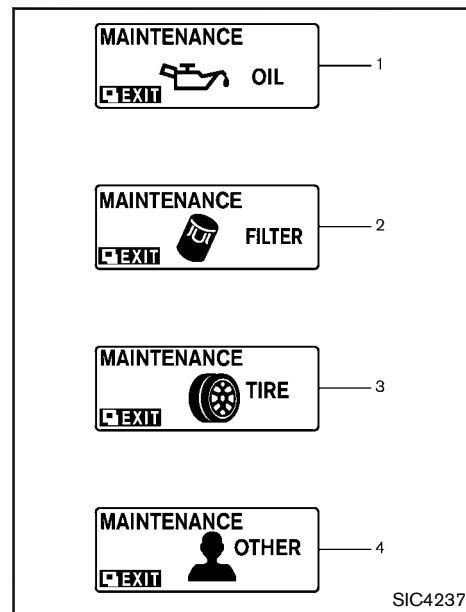 MAINTENANCE
OIL
EXIT
1
MAINTENANCE
FILTER
EXIT
2
MAINTENANCE
TIRE
EXIT
3
MAINTENANCE
OTHER
EXIT
4
SIC4237